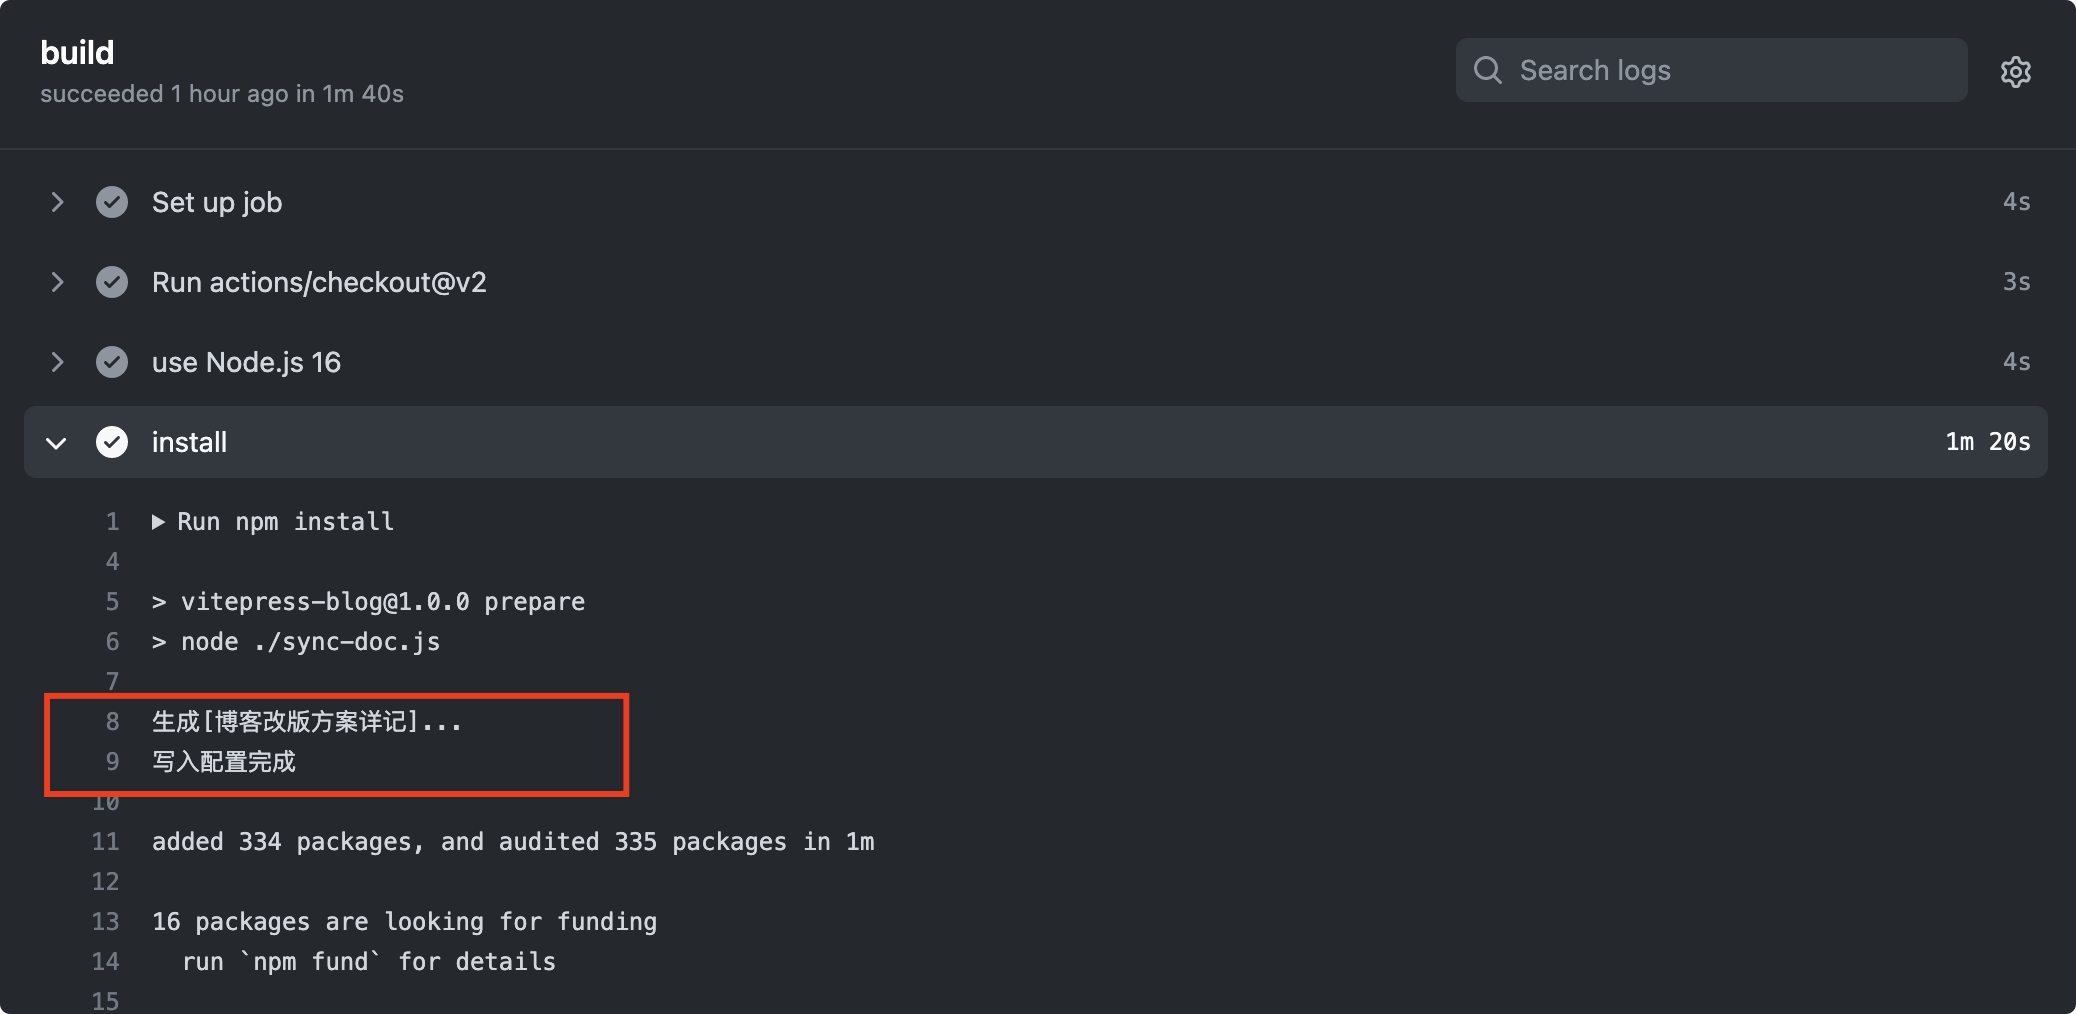 build
succeeded 1 hour ago in 1m 40s
Search logs
Set up job 4s
Run actions/checkout@v2 3s
use Node.js 16 4s
install 1m 20s
1 ▶ Run npm install
4
5 > vitepress-blog@1.0.0 prepare
6 > node ./sync-doc.js
7
8 生成[博客改版方案详记]...
9 写入配置完成
10
11 added 334 packages, and audited 335 packages in 1m
12
13 16 packages are looking for funding
14 run `npm fund` for details
15